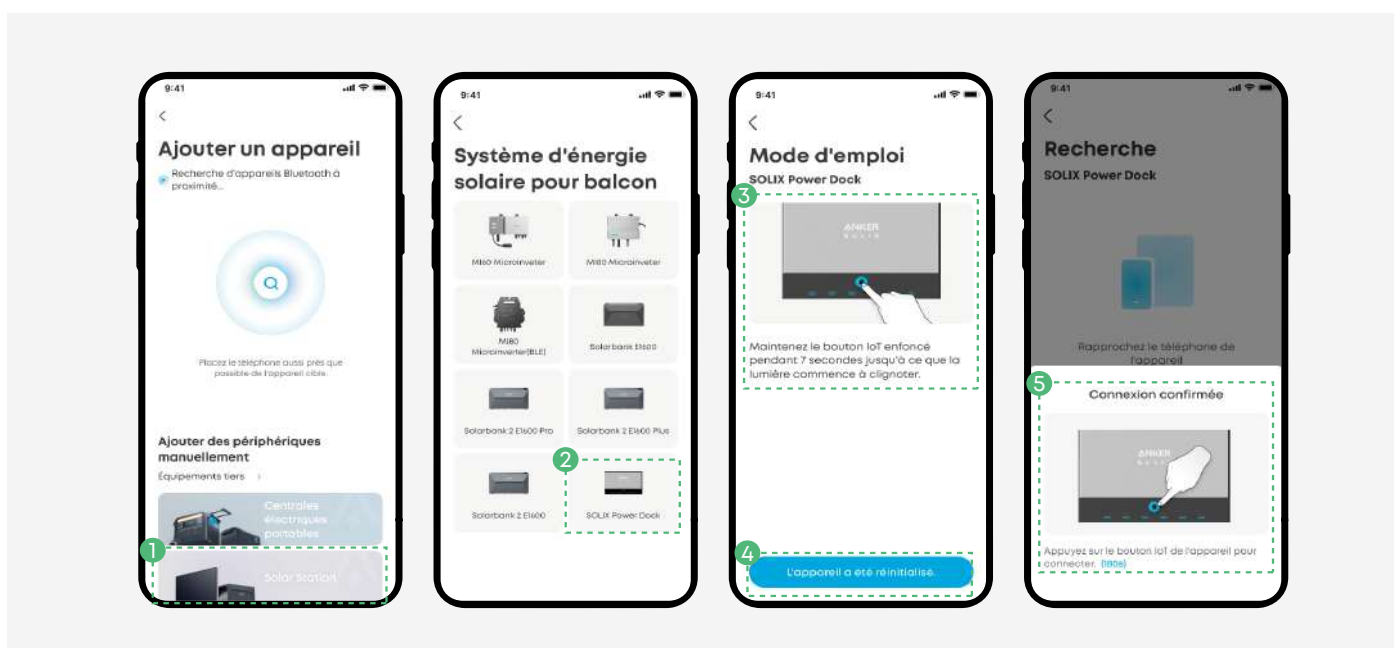 9:41
Ajouter un appareil
Recherche d'appareils Bluetooth à
proximité...
Placez le téléphone aussi près que
possible de l'appareil cible.
Ajouter des périphériques
manuellement
Équipements tiers >
Centrales
électriques
portables
1
Solar Station
9:41
Système d'énergie
solaire pour balcon
MI60 Microinveter
MI80 Microinveter
MI80
Microinverter(BLE)
Solarbank E1600
Solarbank 2 E1600 Pro
Solarbank 2 E1600 Plus
2
Solarbank 2 E1600
SOLIX Power Dock
9:41
Mode d'emploi
SOLIX Power Dock
3
ANKER
SOLIX
Maintenez le bouton IoT enfoncé
pendant 7 secondes jusqu'à ce que la
lumière commence à clignoter.
4
L'appareil a été réinitialisé.
9:41
Recherche
SOLIX Power Dock
Rapprochez le téléphone de
l'appareil
5
Connexion confirmée
ANKER
Appuyez sur le bouton IoT de l'appareil pour
connecter. (180s)